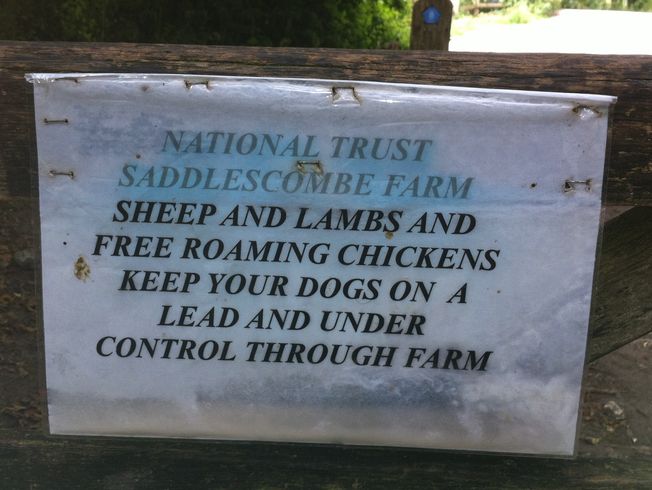 NATIONAL TRUST
SADDLESCOMBE FARM
SHEEP AND LAMBS AND
FREE ROAMING CHICKENS
KEEP YOUR DOGS ON A
LEAD AND UNDER
CONTROL THROUGH FARM